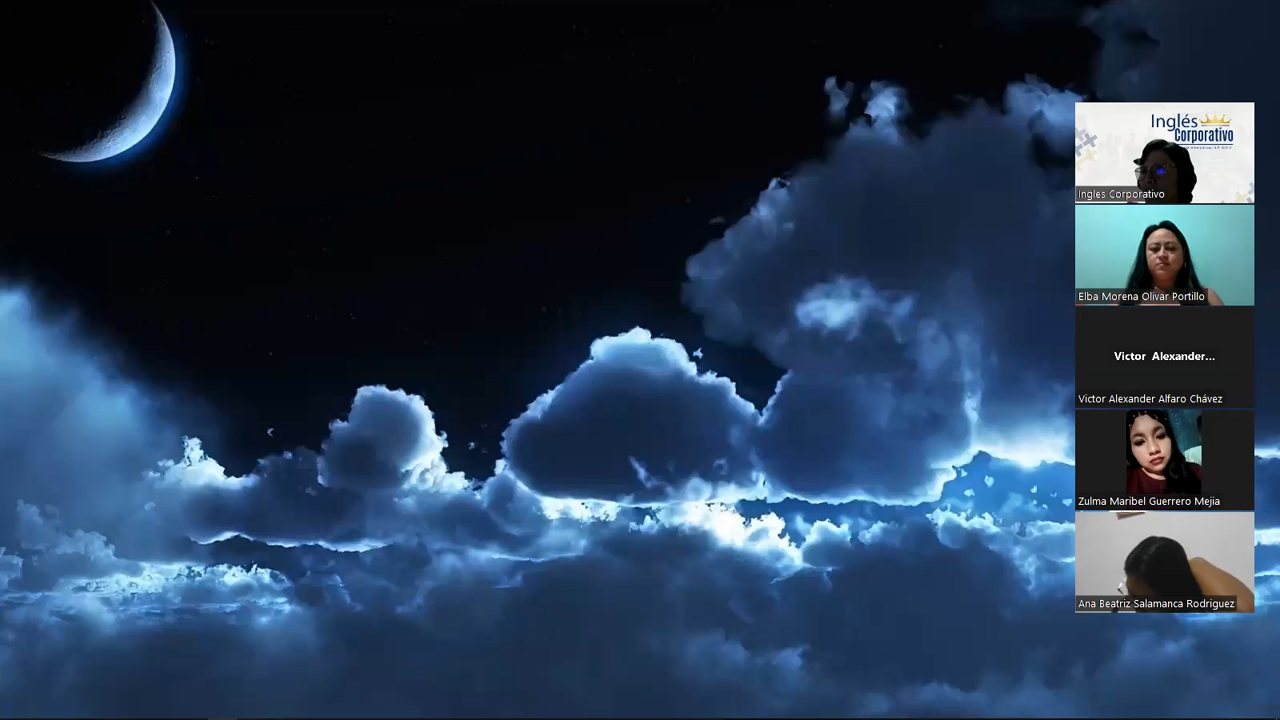 Inglés
Corporativo
Ingles Corporativo
Elba Morena Olivar Portillo
Victor Alexander...
Victor Alexander Alfaro Chávez
Zulma Maribel Guerrero Mejia
Ana Beatriz Salamanca Rodriguez